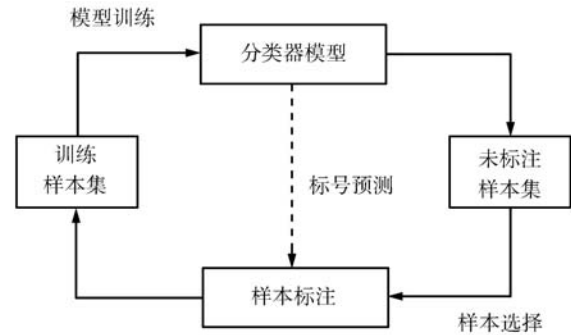 模型训练
分类器模型
训练
样本集
未标注
样本集
标号预测
样本标注
样本选择